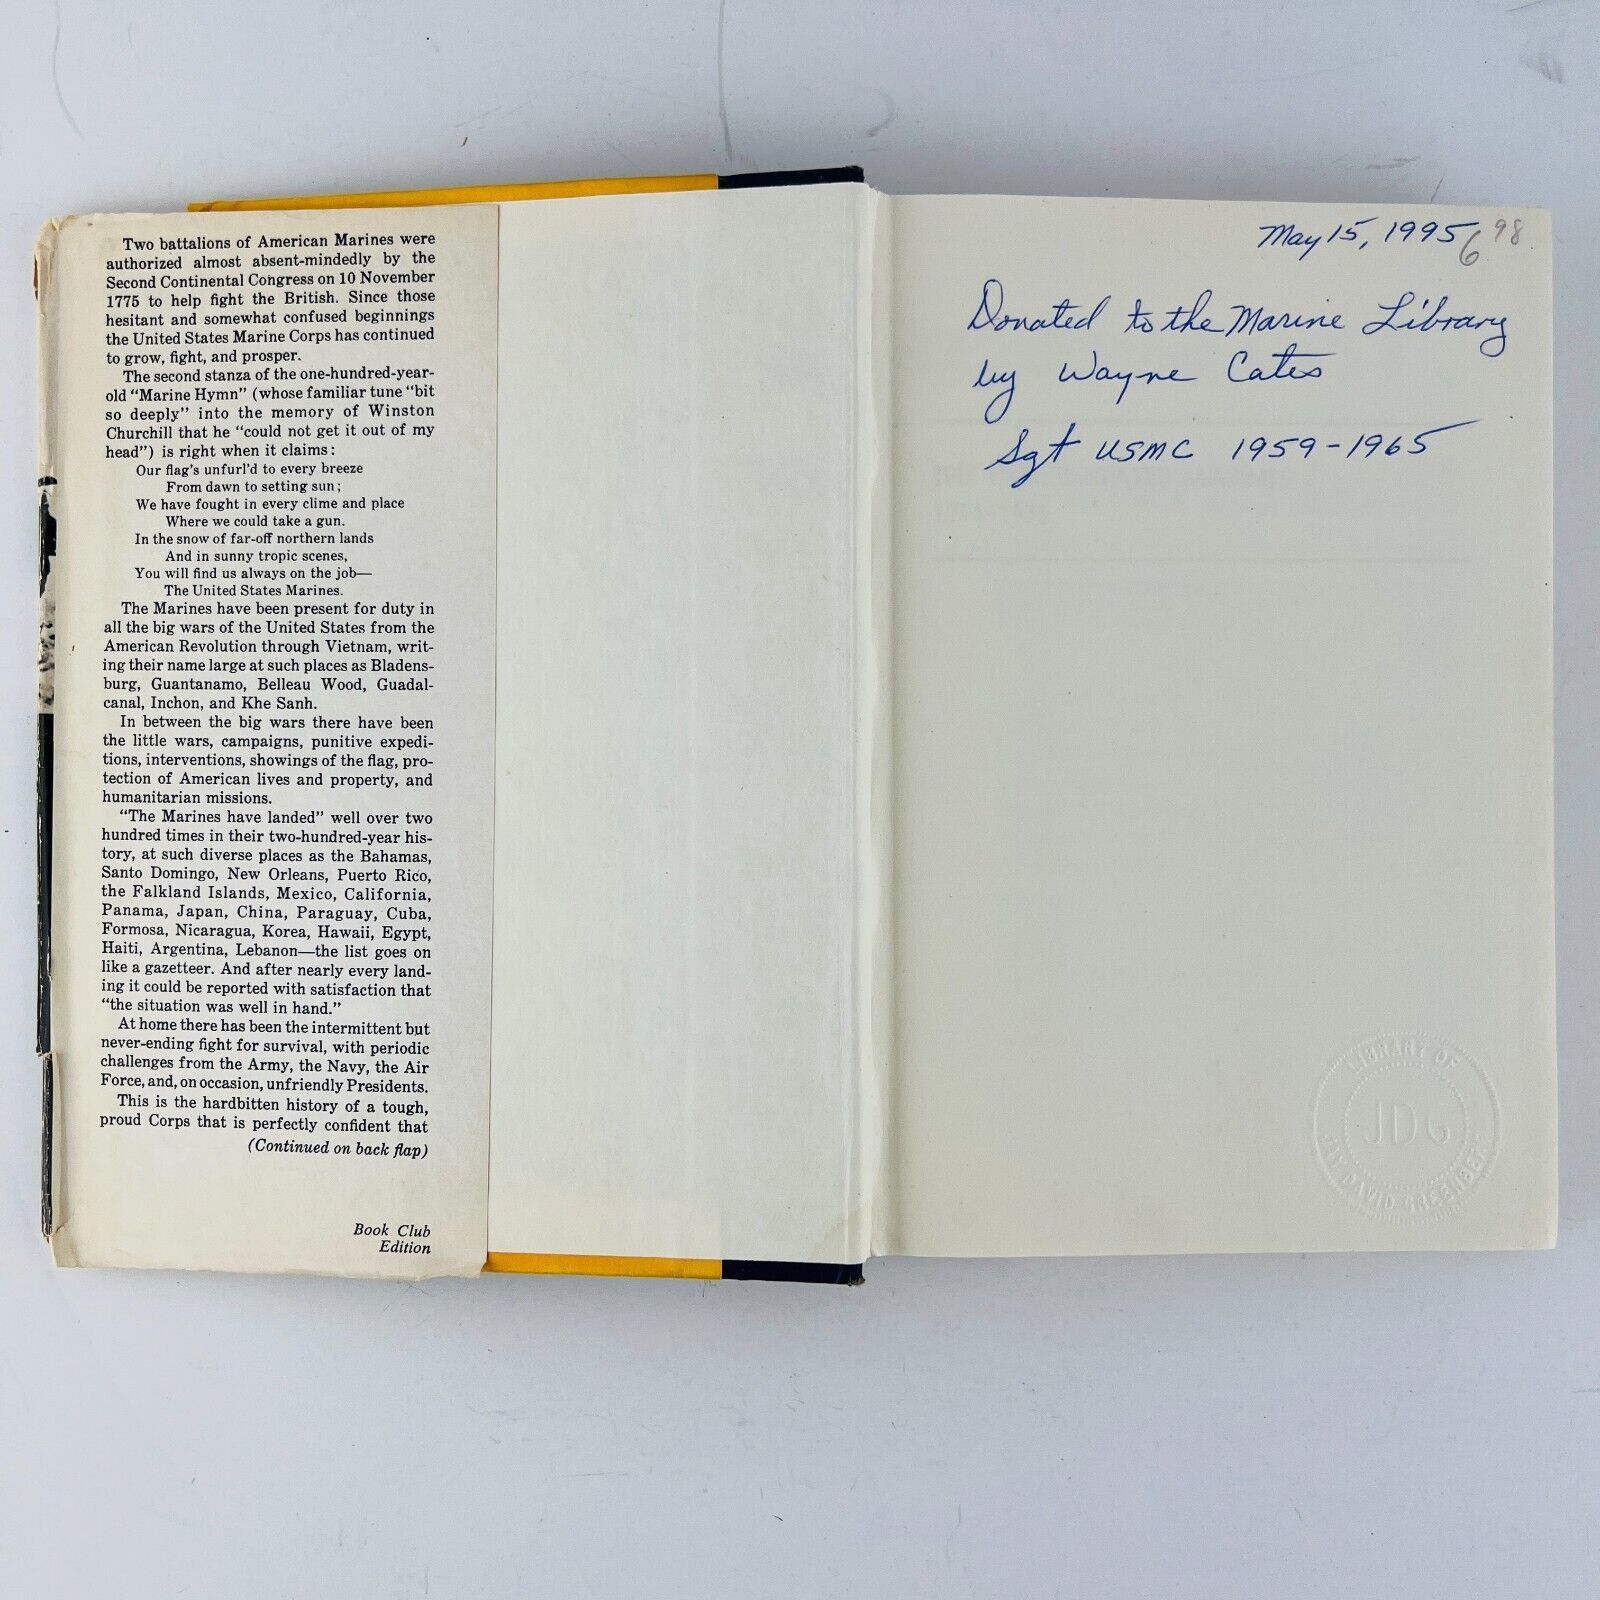 Two battalions of American Marines were
authorized almost absent-mindedly by the
Second Continental Congress on 10 November
1775 to help fight the British. Since those
hesitant and somewhat confused beginnings
the United States Marine Corps has continued
to grow, fight, and prosper.
The second stanza of the one-hundred-year-
old "Marine Hymn" (whose familiar tune "bit
so deeply" into the memory of Winston
Churchill that he "could not get it out of my
head") is right when it claims:
Our flag's unfurl'd to every breeze
From dawn to setting sun;
We have fought in every clime and place
Where we could take a gun.
In the snow of far-off northern lands
And in sunny tropic scenes,
You will find us always on the job—
The United States Marines.
The Marines have been present for duty in
all the big wars of the United States from the
American Revolution through Vietnam, writ-
ing their name large at such places as Bladens-
burg, Guantanamo, Belleau Wood, Guadal-
canal, Inchon, and Khe Sanh.
In between the big wars there have been
the little wars, campaigns, punitive expedi-
tions, interventions, showings of the flag, pro-
tection of American lives and property, and
humanitarian missions.
"The Marines have landed" well over two
hundred times in their two-hundred-year his-
tory, at such diverse places as the Bahamas,
Santo Domingo, New Orleans, Puerto Rico,
the Falkland Islands, Mexico, California,
Panama, Japan, China, Paraguay, Cuba,
Formosa, Nicaragua, Korea, Hawaii, Egypt,
Haiti, Argentina, Lebanon—the list goes on
like a gazetteer. And after nearly every land-
ing it could be reported with satisfaction that
"the situation was well in hand."
At home there has been the intermittent but
never-ending fight for survival, with periodic
challenges from the Army, the Navy, the Air
Force, and, on occasion, unfriendly Presidents.
This is the hardbitten history of a tough,
proud Corps that is perfectly confident that
(Continued on back flap)
Book Club
Edition
May 15, 1995
6 98
Donated to the Marine Library
by Wayne Cates
Sgt USMC 1959-1965
LIBRARY OF
JDG
DAVID GREENBERG